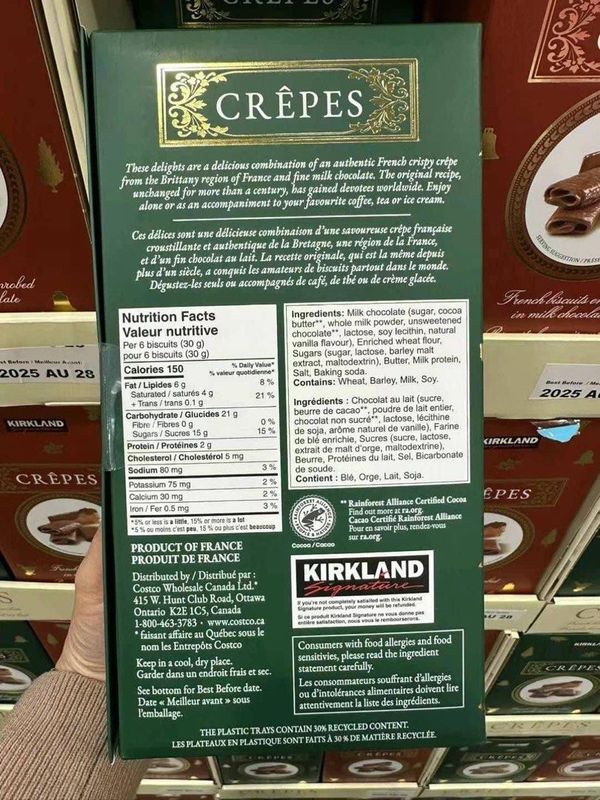 CRÊPES
These delights are a delicious combination of an authentic French crispy crêpe
from the Brittany region of France and fine milk chocolate. The original recipe,
unchanged for more than a century, has gained devotees worldwide. Enjoy
alone or as an accompaniment to your favourite coffee, tea or ice cream.
Ces délices sont une délicieuse combinaison d'une savoureuse crêpe française
croustillante et authentique de la Bretagne, une région de la France,
et d'un fin chocolat au lait. La recette originale, qui est la même depuis
plus d'un siècle, a conquis les amateurs de biscuits partout dans le monde.
Dégustez-les seuls ou accompagnés de café, de thé ou de crème glacée.
Nutrition Facts
Valeur nutritive
Per 6 biscuits (30 g)
pour 6 biscuits (30 g)
Calories 150
% Daily Value*
% valeur quotidienne*
Fat / Lipides 6 g 8 %
Saturated / saturés 4 g
+ Trans / trans 0.1 g 21 %
Carbohydrate / Glucides 21 g
Fibre / Fibres 0 g 0 %
Sugars / Sucres 15 g 15 %
Protein / Protéines 2 g
Cholesterol / Cholestérol 5 mg
Sodium 80 mg 3 %
Potassium 75 mg 2 %
Calcium 30 mg 2 %
Iron / Fer 0.5 mg 3 %
*5% or less is a little, 15% or more is a lot
*5 % ou moins c'est peu, 15 % ou plus c'est beaucoup
Ingredients: Milk chocolate (sugar, cocoa
butter**, whole milk powder, unsweetened
chocolate**, lactose, soy lecithin, natural
vanilla flavour), Enriched wheat flour,
Sugars (sugar, lactose, barley malt
extract, maltodextrin), Butter, Milk protein,
Salt, Baking soda.
Contains: Wheat, Barley, Milk, Soy.
Ingrédients : Chocolat au lait (sucre,
beurre de cacao**, poudre de lait entier,
chocolat non sucré**, lactose, lécithine
de soja, arôme naturel de vanille), Farine
de blé enrichie, Sucres (sucre, lactose,
extrait de malt d'orge, maltodextrine),
Beurre, Protéines du lait, Sel, Bicarbonate
de soude.
Contient : Blé, Orge, Lait, Soja.
Cocoa / Cacao
** Rainforest Alliance Certified Cocoa
Find out more at ra.org.
Cacao Certifié Rainforest Alliance
Pour en savoir plus, rendez-vous
sur ra.org.
PRODUCT OF FRANCE
PRODUIT DE FRANCE
Distributed by / Distribué par :
Costco Wholesale Canada Ltd.*
415 W. Hunt Club Road, Ottawa
Ontario K2E 1C5, Canada
1-800-463-3783 · www.costco.ca
* faisant affaire au Québec sous le
nom les Entrepôts Costco
Keep in a cool, dry place.
Garder dans un endroit frais et sec.
See bottom for Best Before date.
Date « Meilleur avant » sous
l'emballage.
KIRKLAND
Signature
If you're not completely satisfied with this Kirkland
Signature product, your money will be refunded.
Si ce produit Kirkland Signature ne vous donne pas
entière satisfaction, nous vous le rembourserons.
Consumers with food allergies and food
sensitivies, please read the ingredient
statement carefully.
Les consommateurs souffrant d'allergies
ou d'intolérances alimentaires doivent lire
attentivement la liste des ingrédients.
THE PLASTIC TRAYS CONTAIN 30% RECYCLED CONTENT.
LES PLATEAUX EN PLASTIQUE SONT FAITS À 30 % DE MATIÈRE RECYCLÉE.
2025 AU 28
KIRKLAND
CRÊPES
French biscuits
in milk
Best Before
2025 A
KIRKLAND
CRÊPES